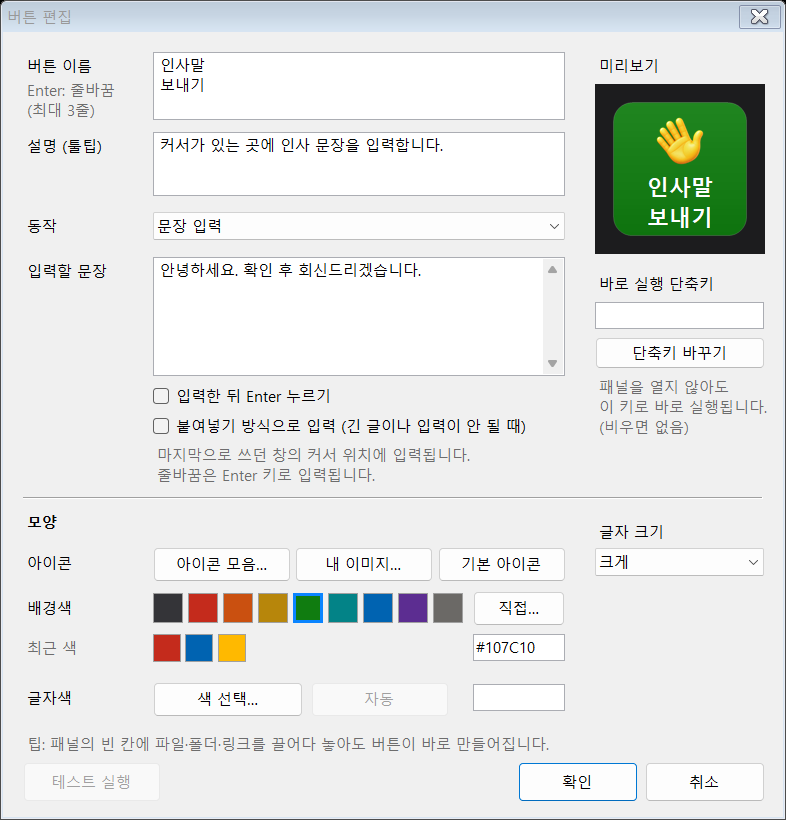 버튼 편집
버튼 이름
Enter: 줄바꿈
(최대 3줄)
인사말
보내기
미리보기
인사말
보내기
설명 (툴팁)
커서가 있는 곳에 인사 문장을 입력합니다.
동작
문장 입력
입력할 문장
안녕하세요. 확인 후 회신드리겠습니다.
바로 실행 단축키
단축키 바꾸기
패널을 열지 않아도
이 키로 바로 실행됩니다.
(비우면 없음)
입력한 뒤 Enter 누르기
붙여넣기 방식으로 입력 (긴 글이나 입력이 안 될 때)
마지막으로 쓰던 창의 커서 위치에 입력됩니다.
줄바꿈은 Enter 키로 입력됩니다.
모양
글자 크기
크게
아이콘
아이콘 모음...
내 이미지...
기본 아이콘
배경색
직접...
최근 색
#107C10
글자색
색 선택...
자동
팁: 패널의 빈 칸에 파일·폴더·링크를 끌어다 놓아도 버튼이 바로 만들어집니다.
테스트 실행
확인
취소